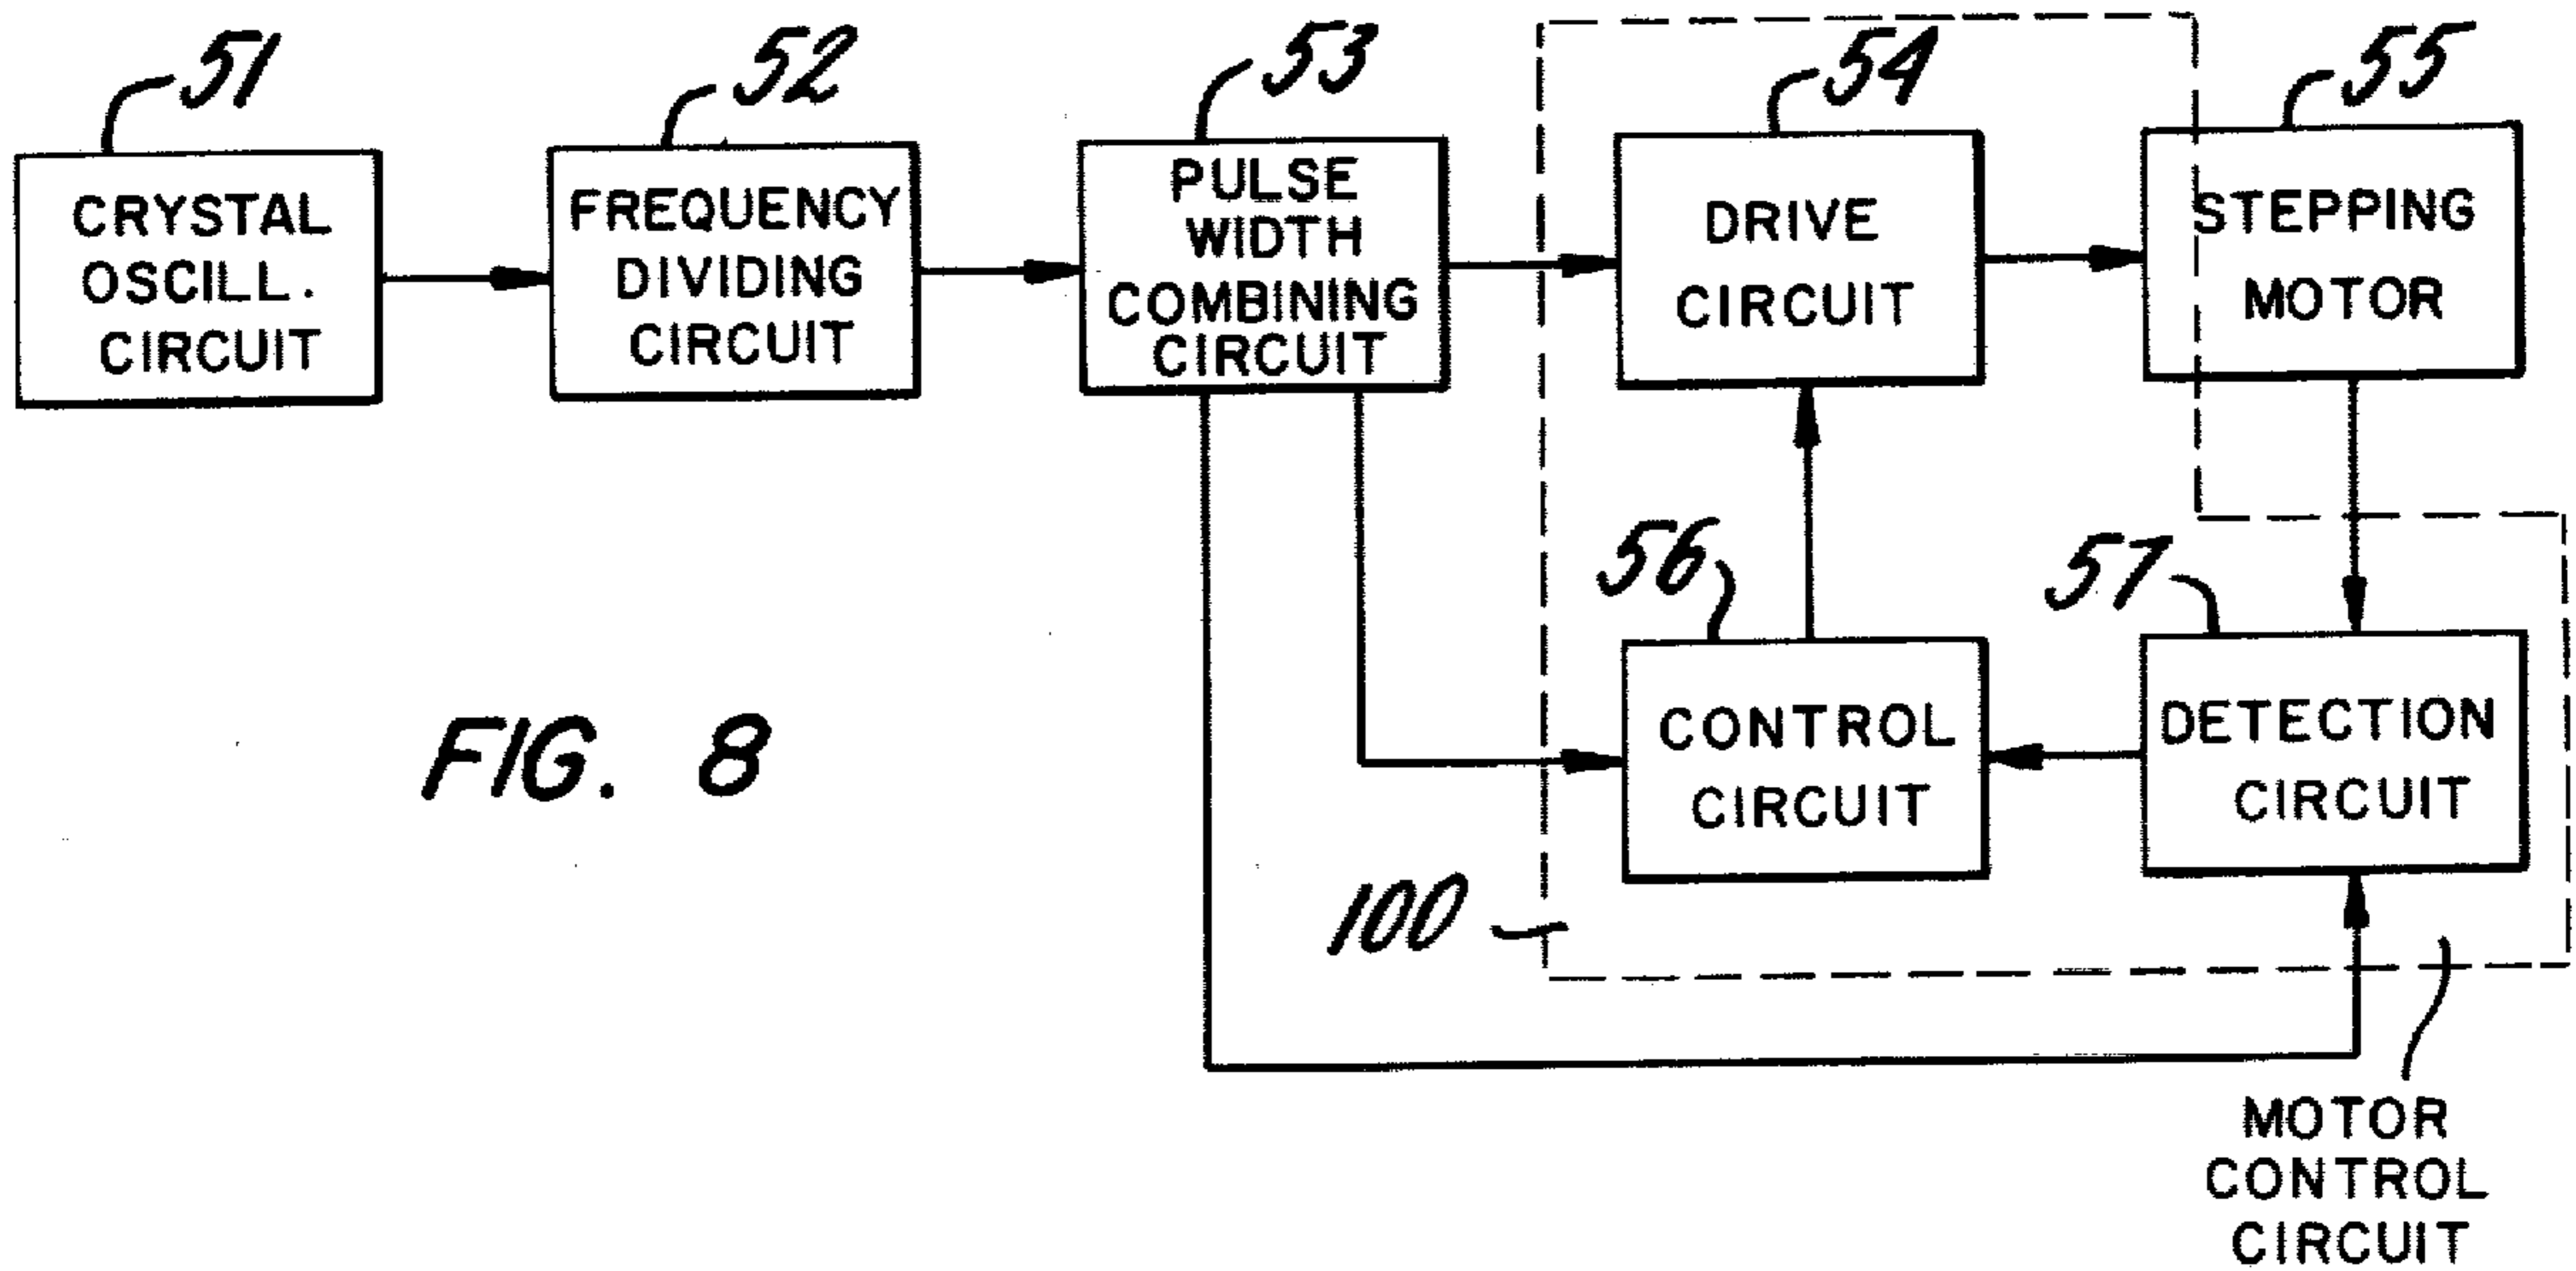 51
52
53
54
55
CRYSTAL
OSCILL.
CIRCUIT
FREQUENCY
DIVIDING
CIRCUIT
PULSE
WIDTH
COMBINING
CIRCUIT
DRIVE
CIRCUIT
STEPPING
MOTOR
56
57
CONTROL
CIRCUIT
DETECTION
CIRCUIT
FIG. 8
100
MOTOR
CONTROL
CIRCUIT